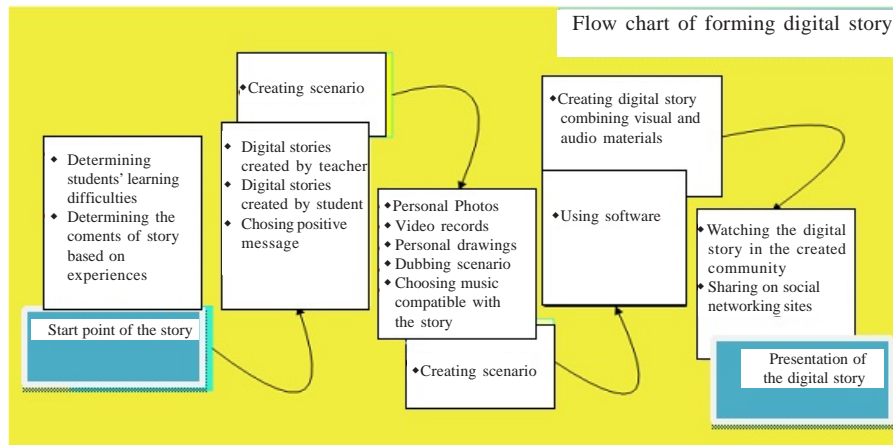 Flow chart of forming digital story
◆ Determining
students’ learning
difficulties
◆ Determining the
coments of story
based on
experiences
Start point of the story
◆Creating scenario
◆ Digital stories
created by teacher
◆ Digital stories
created by student
◆ Chosing positive
message
◆Personal Photos
◆ Video records
◆ Personal drawings
◆ Dubbing scenario
◆ Choosing music
compatible with
the story
◆Creating scenario
◆Creating digital story
combining visual and
audio materials
◆Using software
◆Watching the digital
story in the created
community
◆Sharing on social
networking sites
Presentation of
the digital story